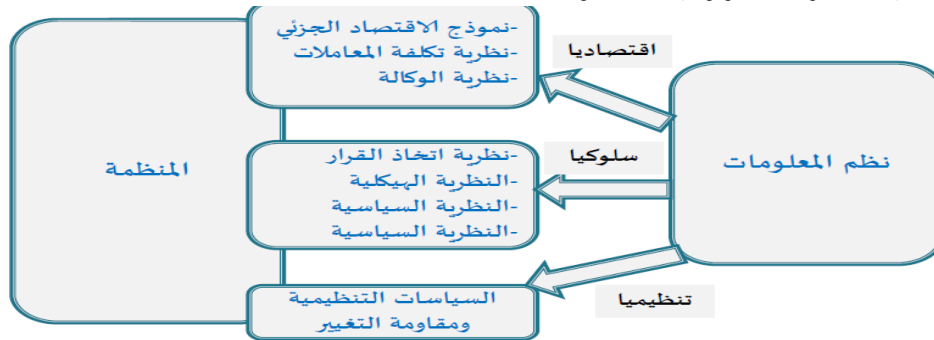 نظم المعلومات
اقتصاديا
-نموذج الاقتصاد الجزئي
-نظرية تكلفة المعاملات
-نظرية الوكالة
سلوكيا
-نظرية اتخاذ القرار
-النظرية الهيكلية
-النظرية السياسية
-النظرية السياسية
تنظيميا
السياسات التنظيمية
ومقاومة التغيير
المنظمة